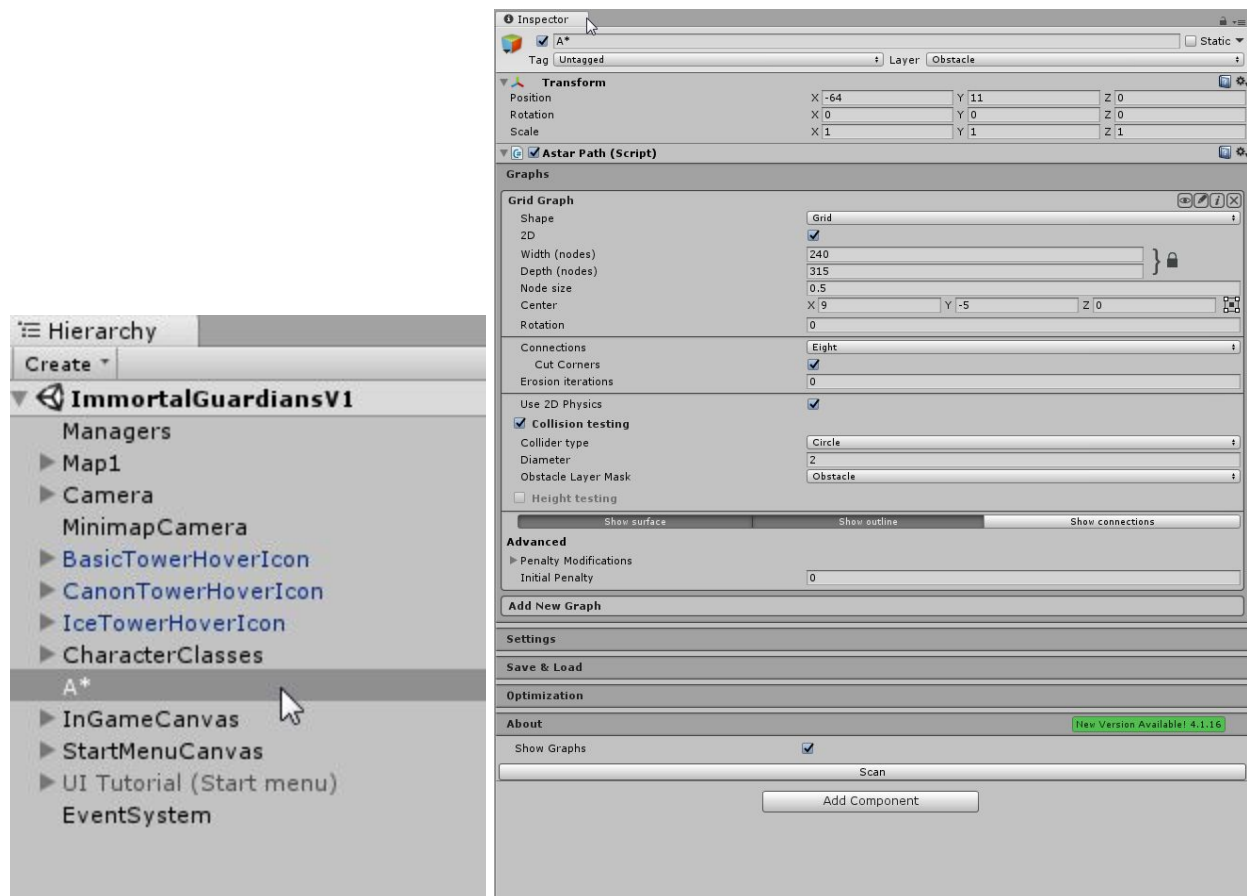 Hierarchy
Create
ImmortalGuardiansV1
Managers
Map1
Camera
MinimapCamera
BasicTowerHoverIcon
CanonTowerHoverIcon
IceTowerHoverIcon
CharacterClasses
A*
InGameCanvas
StartMenuCanvas
UI Tutorial (Start menu)
EventSystem
Inspector
A* Static
Tag Untagged Layer Obstacle
Transform
Position X -64 Y 11 Z 0
Rotation X 0 Y 0 Z 0
Scale X 1 Y 1 Z 1
Astar Path (Script)
Graphs
Grid Graph
Shape Grid
2D
Width (nodes) 240
Depth (nodes) 315
Node size 0.5
Center X 9 Y -5 Z 0
Rotation 0
Connections Eight
Cut Corners
Erosion iterations 0
Use 2D Physics
Collision testing
Collider type Circle
Diameter 2
Obstacle Layer Mask Obstacle
Height testing
Show surface Show outline Show connections
Advanced
Penalty Modifications
Initial Penalty 0
Add New Graph
Settings
Save & Load
Optimization
About New Version Available! 4.1.16
Show Graphs
Scan
Add Component